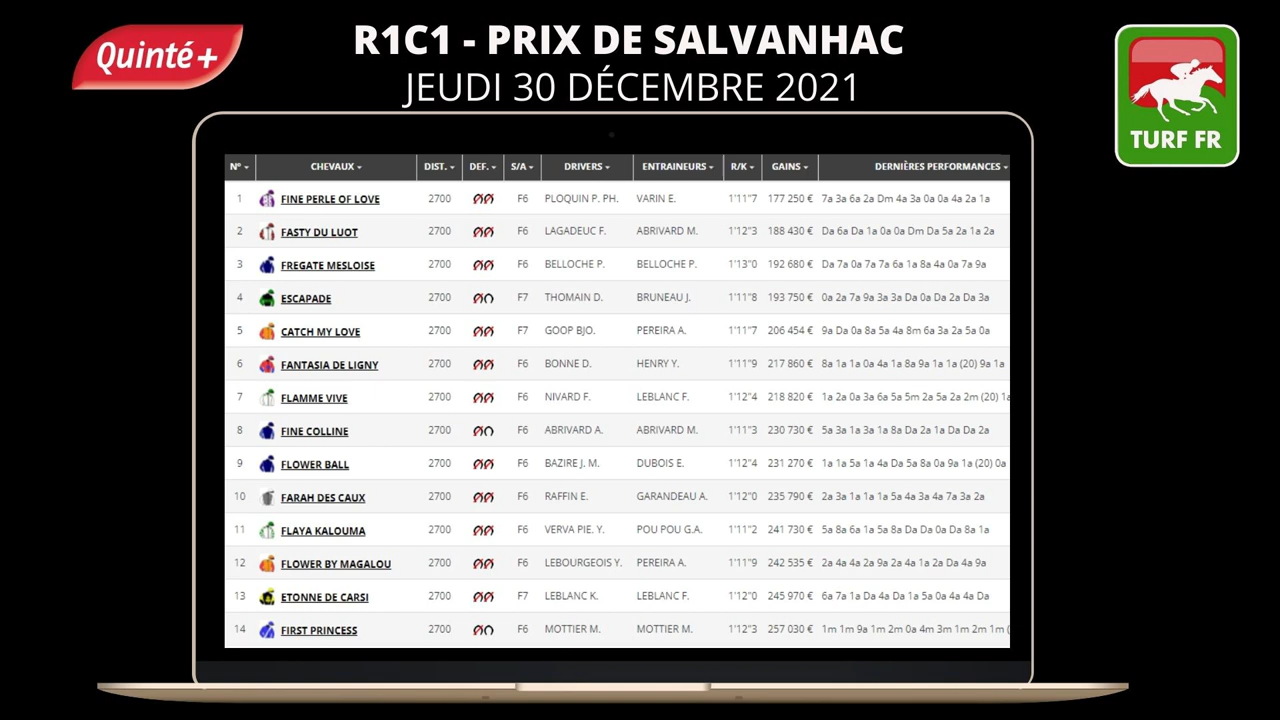 Quinté+
R1C1 - PRIX DE SALVANHAC
JEUDI 30 DÉCEMBRE 2021
TURF FR
N° CHEVAUX DIST. DEF. S/A DRIVERS ENTRAINEURS R/K GAINS DERNIÈRES PERFORMANCES
1 FINE PERLE OF LOVE 2700 F6 PLOQUIN P. PH. VARIN E. 1'11"7 177 250 € 7a 3a 6a 2a Dm 4a 3a 0a 0a 4a 2a 1a
2 FASTY DU LUOT 2700 F6 LAGADEUC F. ABRIVARD M. 1'12"3 188 430 € Da 6a Da 1a 0a 0a Dm Da 5a 2a 1a 2a
3 FREGATE MESLOISE 2700 F6 BELLOCHE P. BELLOCHE P. 1'13"0 192 680 € Da 7a 0a 7a 7a 6a 1a 8a 4a 0a 7a 9a
4 ESCAPADE 2700 F7 THOMAIN D. BRUNEAU J. 1'11"8 193 750 € 0a 2a 7a 9a 3a 3a Da 0a Da 2a Da 3a
5 CATCH MY LOVE 2700 F7 GOOP BJO. PEREIRA A. 1'11"7 206 454 € 9a Da 0a 8a 5a 4a 8m 6a 3a 2a 5a 0a
6 FANTASIA DE LIGNY 2700 F6 BONNE D. HENRY Y. 1'11"9 217 860 € 8a 1a 1a 0a 4a 1a 8a 9a 1a 1a (20) 9a 1a
7 FLAMME VIVE 2700 F6 NIVARD F. LEBLANC F. 1'12"4 218 820 € 1a 2a 0a 3a 6a 5a 5m 2a 5a 2a 2m (20) 1a
8 FINE COLLINE 2700 F6 ABRIVARD A. ABRIVARD M. 1'11"3 230 730 € 5a 3a 1a 3a 1a 8a Da 2a 1a Da Da 2a
9 FLOWER BALL 2700 F6 BAZIRE J. M. DUBOIS E. 1'12"4 231 270 € 1a 1a 5a 1a 4a Da 5a 8a 0a 9a 1a (20) 0a
10 FARAH DES CAUX 2700 F6 RAFFIN E. GARANDEAU A. 1'12"0 235 790 € 2a 3a 1a 1a 1a 5a 4a 3a 4a 7a 3a 2a
11 FLAYA KALOUMA 2700 F6 VERVA PIE. Y. POU POU G.A. 1'11"2 241 730 € 5a 8a 6a 1a 5a 8a Da Da 0a Da 8a 1a
12 FLOWER BY MAGALOU 2700 F6 LEBOURGEOIS Y. PEREIRA A. 1'11"9 242 535 € 2a 4a 4a 2a 9a 2a 4a 1a 2a Da 4a 9a
13 ETONNE DE CARSI 2700 F7 LEBLANC K. LEBLANC F. 1'12"0 245 970 € 6a 7a 1a Da 4a Da 1a 5a 0a 4a 4a Da
14 FIRST PRINCESS 2700 F6 MOTTIER M. MOTTIER M. 1'12"3 257 030 € 1m 1m 9a 1m 2m 0a 4m 3m 1m 2m 1m (